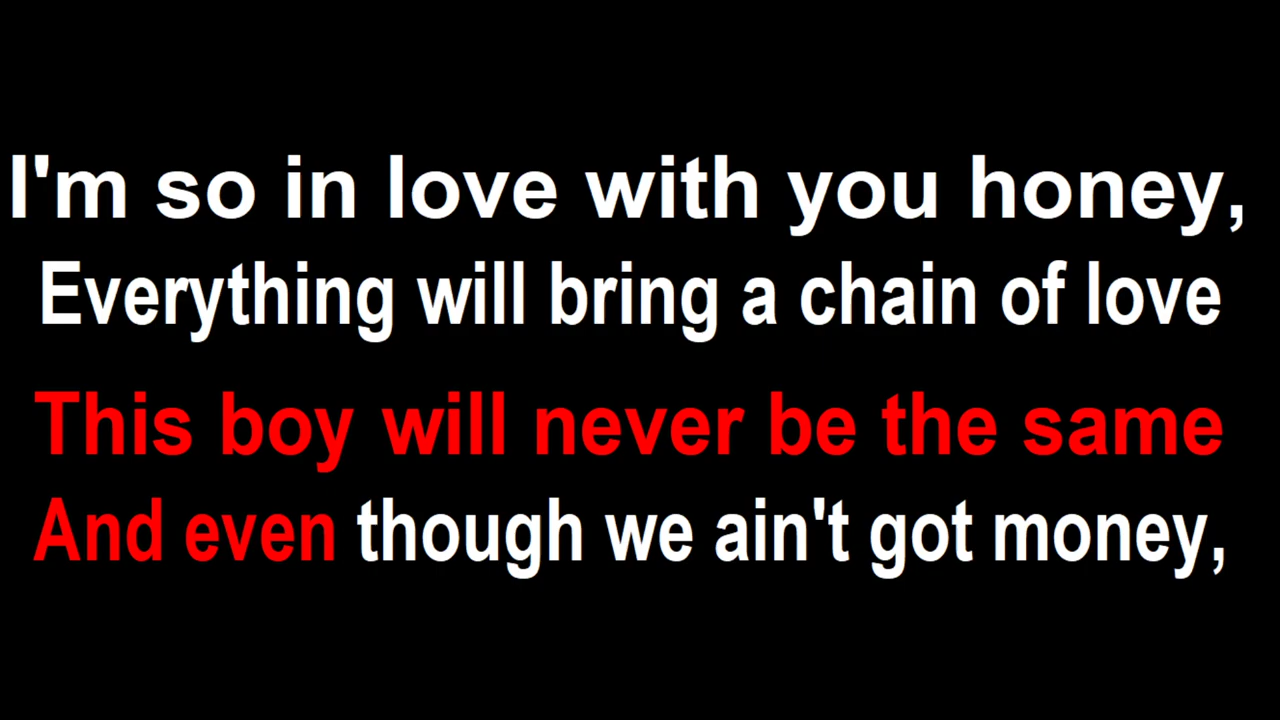 I'm so in love with you honey,
Everything will bring a chain of love
This boy will never be the same
And even though we ain't got money,